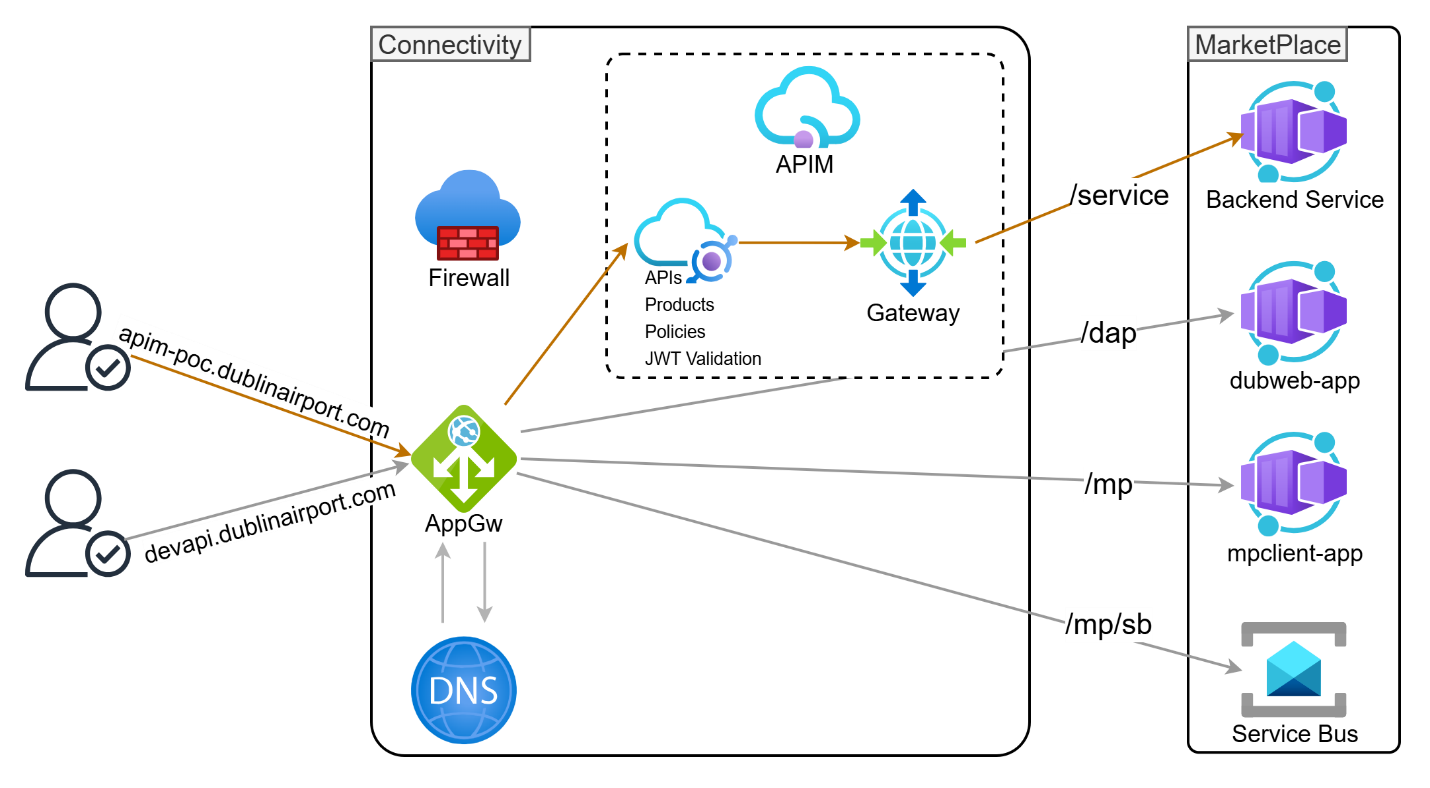 Connectivity
MarketPlace
APIM
/service
Backend Service
Firewall
APIs
Products
Policies
JWT Validation
Gateway
apim-poc.dublinairport.com
/dap
dubweb-app
devapi.dublinairport.com
AppGw
/mp
mpclient-app
/mp/sb
DNS
Service Bus